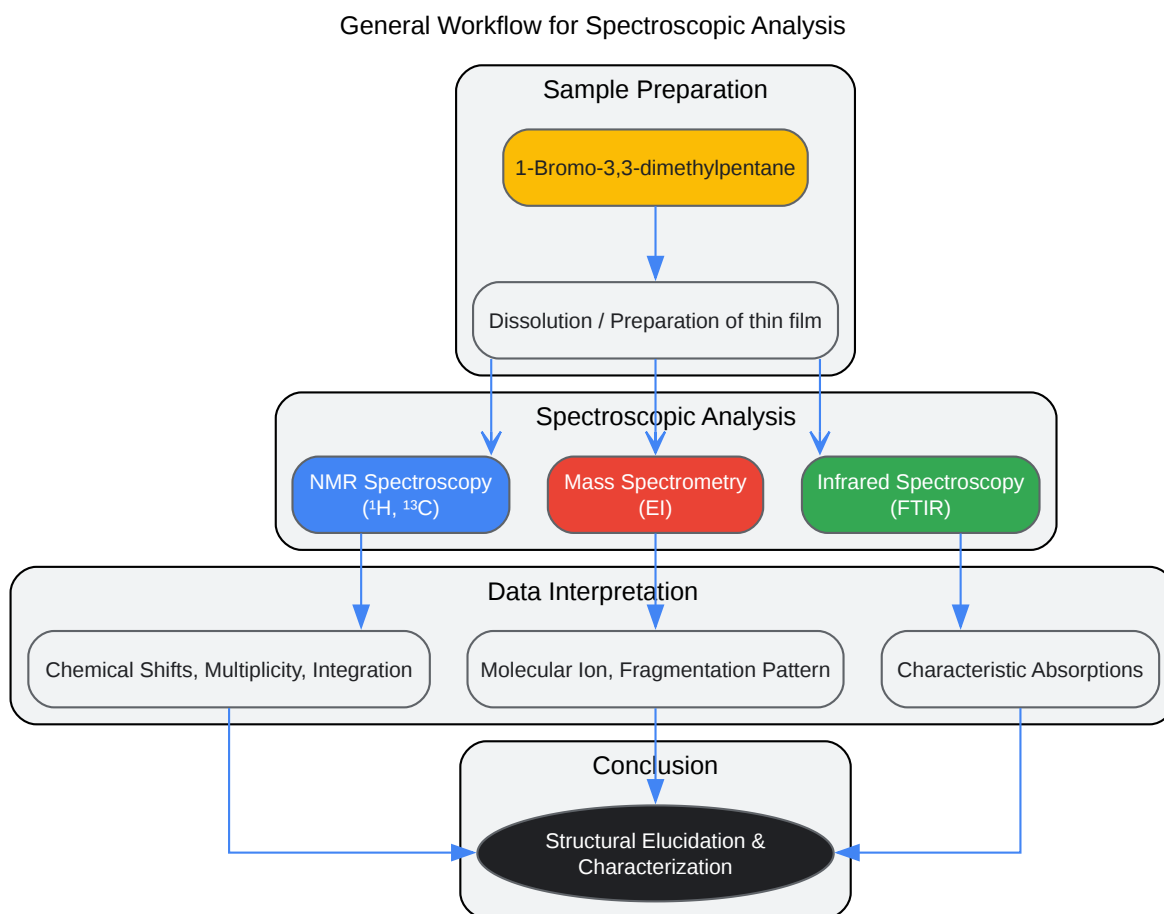 General Workflow for Spectroscopic Analysis
Sample Preparation
1-Bromo-3,3-dimethylpentane
Dissolution / Preparation of thin film
Spectroscopic Analysis
NMR Spectroscopy
(¹H, ¹³C)
Mass Spectrometry
(EI)
Infrared Spectroscopy
(FTIR)
Data Interpretation
Chemical Shifts, Multiplicity, Integration
Molecular Ion, Fragmentation Pattern
Characteristic Absorptions
Conclusion
Structural Elucidation &
Characterization